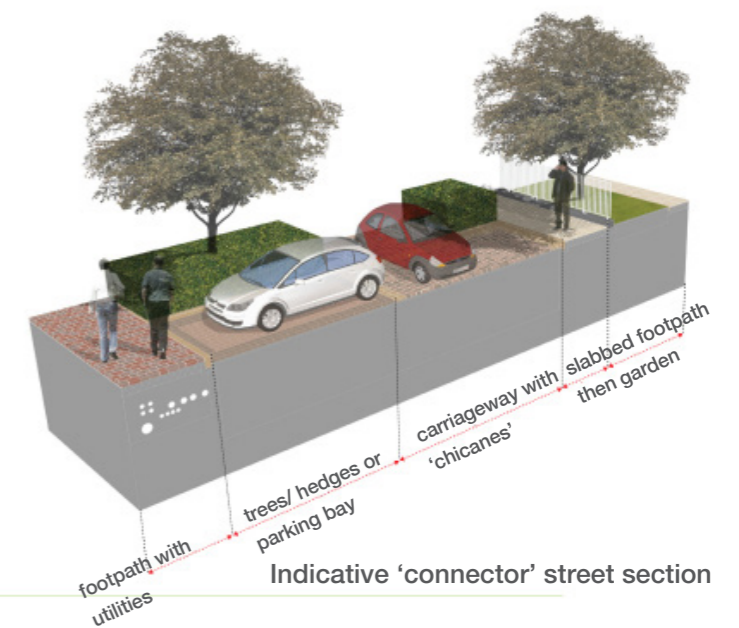 footpath with
utilities
trees/ hedges or
parking bay
carriageway with
‘chicanes’
slabbed footpath
then garden
Indicative ‘connector’ street section